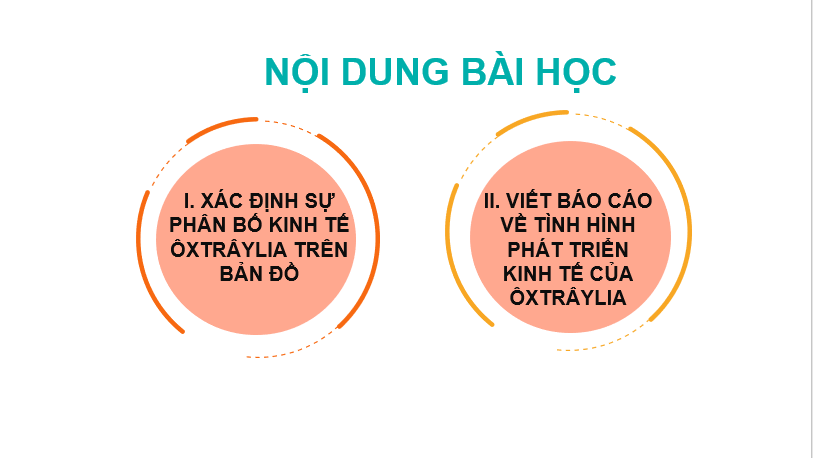 NỘI DUNG BÀI HỌC
I. XÁC ĐỊNH SỰ
PHÂN BỐ KINH TẾ
ÔXTRÂYLIA TRÊN
BẢN ĐỒ
II. VIẾT BÁO CÁO
VỀ TÌNH HÌNH
PHÁT TRIỂN
KINH TẾ CỦA
ÔXTRÂYLIA